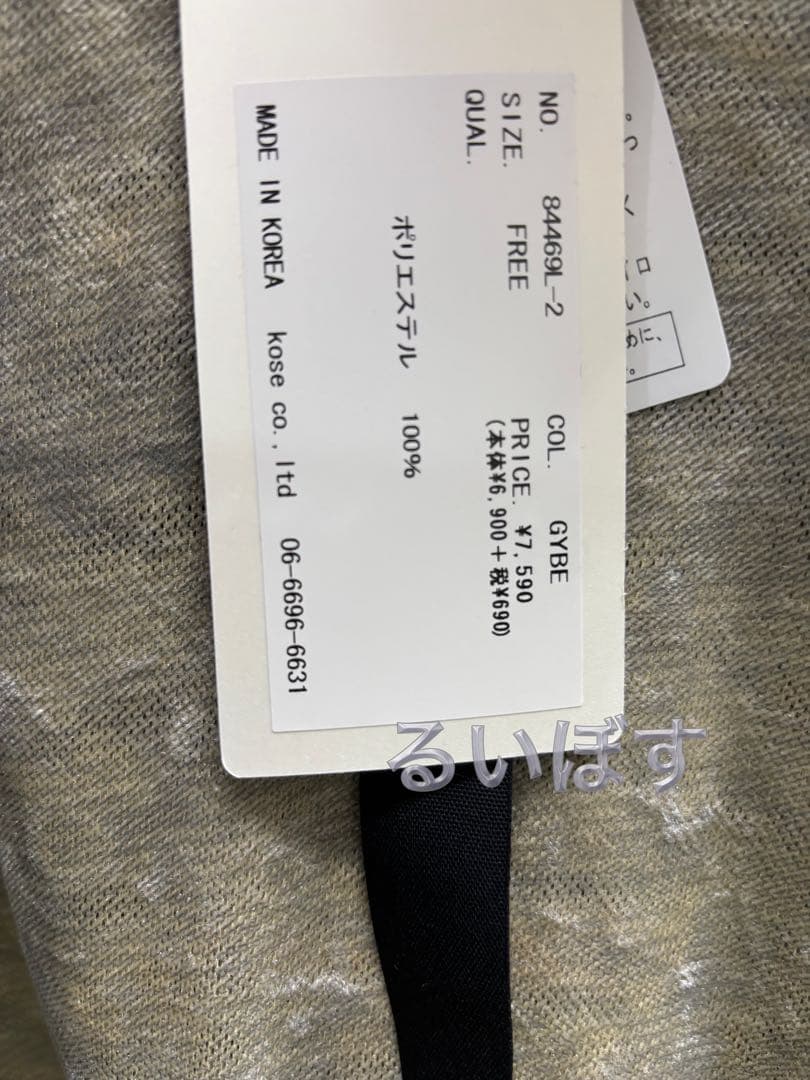 NO. 84469L-2 COL. GYBE
SIZE. FREE PRICE. ¥7,590
QUAL. (本体¥6,900+税¥690)
ポリエステル 100%
MADE IN KOREA kose co.,ltd 06-6696-6631
るいぼす